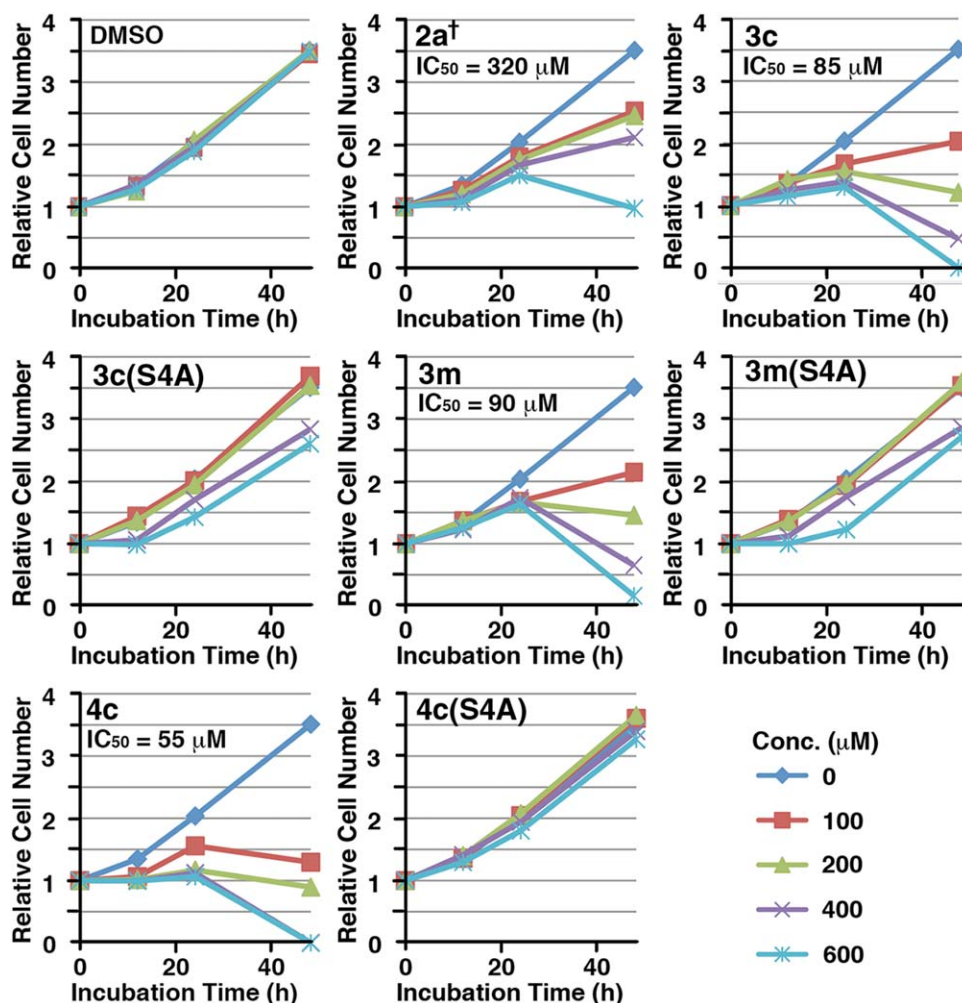 DMSO
Relative Cell Number
4
3
2
1
0
0 20 40
Incubation Time (h)
2a†
IC50 = 320 μM
Relative Cell Number
4
3
2
1
0
0 20 40
Incubation Time (h)
3c
IC50 = 85 μM
Relative Cell Number
4
3
2
1
0
0 20 40
Incubation Time (h)
3c(S4A)
Relative Cell Number
4
3
2
1
0
0 20 40
Incubation Time (h)
3m
IC50 = 90 μM
Relative Cell Number
4
3
2
1
0
0 20 40
Incubation Time (h)
3m(S4A)
Relative Cell Number
4
3
2
1
0
0 20 40
Incubation Time (h)
4c
IC50 = 55 μM
Relative Cell Number
4
3
2
1
0
0 20 40
Incubation Time (h)
4c(S4A)
Relative Cell Number
4
3
2
1
0
0 20 40
Incubation Time (h)
Conc. (μM)
0
100
200
400
600